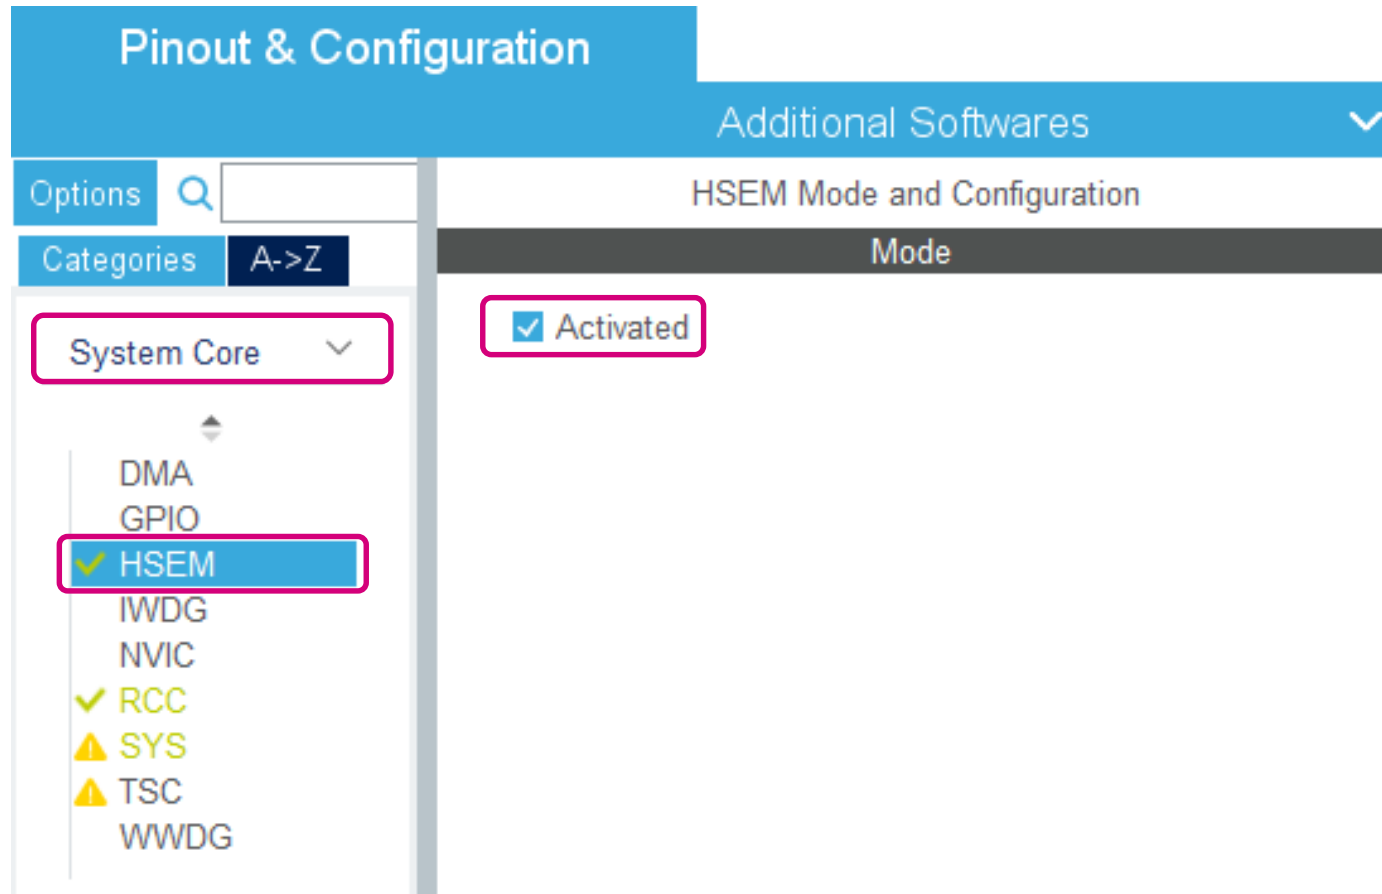 Pinout & Configuration
Additional Softwares
Options
HSEM Mode and Configuration
Categories
A->Z
Mode
System Core
Activated
DMA
GPIO
HSEM
IWDG
NVIC
RCC
SYS
TSC
WWDG